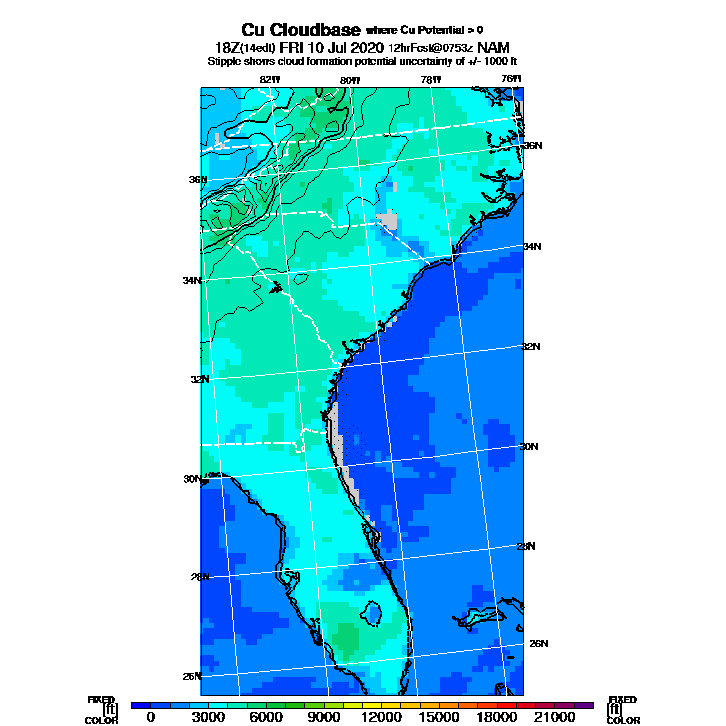 Cu Cloudbase where Cu Potential > 0
18Z(14edt) FRI 10 Jul 2020 12hrFcst@0753z NAM
Stipple shows cloud formation potential uncertainty of +/- 1000 ft
82W 80W 78W 76W
36N
36N
34N
34N
32N
32N
30N
30N
28N
28N
26N
26N
FIXED [ft] COLOR
0 3000 6000 9000 12000 15000 18000 21000
FIXED [ft] COLOR